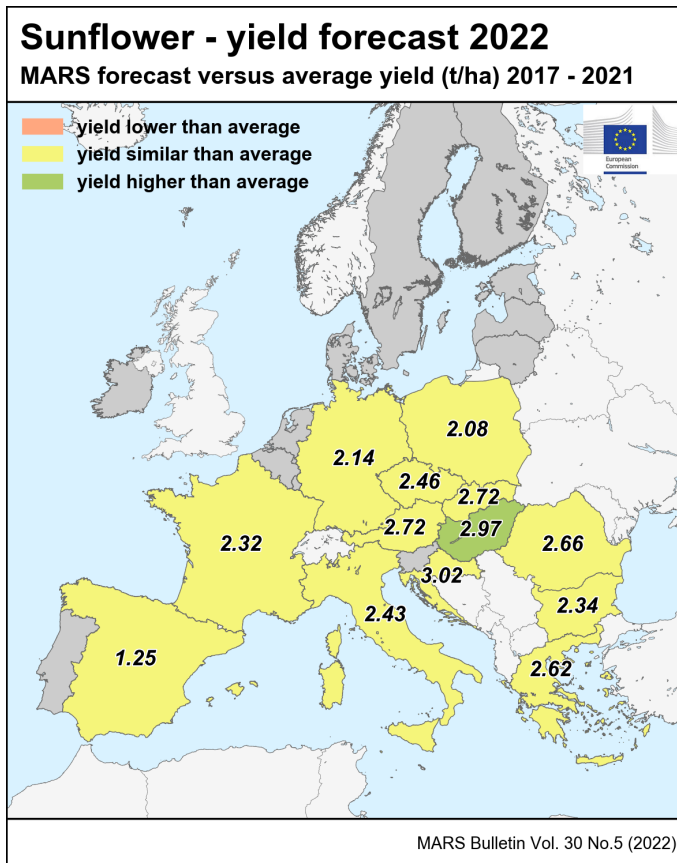 Sunflower - yield forecast 2022
MARS forecast versus average yield (t/ha) 2017 - 2021
yield lower than average
yield similar than average
yield higher than average
European
Commission
2.08
2.14
2.46
2.72
2.72
2.97
2.32
2.66
3.02
2.34
2.43
1.25
2.62
MARS Bulletin Vol. 30 No.5 (2022)